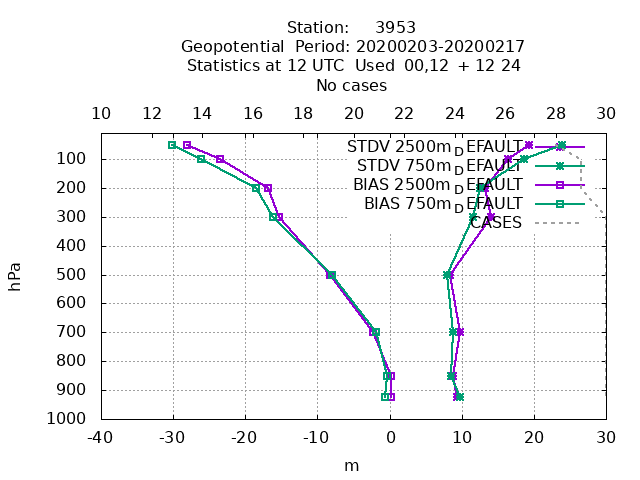 Station: 3953
Geopotential Period: 20200203-20200217
Statistics at 12 UTC Used 00,12 + 12 24
No cases
10 12 14 16 18 20 22 24 26 28 30
STDV 2500m_DEFAULT
STDV 750m_DEFAULT
BIAS 2500m_DEFAULT
BIAS 750m_DEFAULT
CASES
100
200
300
400
500
600
700
800
900
1000
hPa
-40 -30 -20 -10 0 10 20 30
m